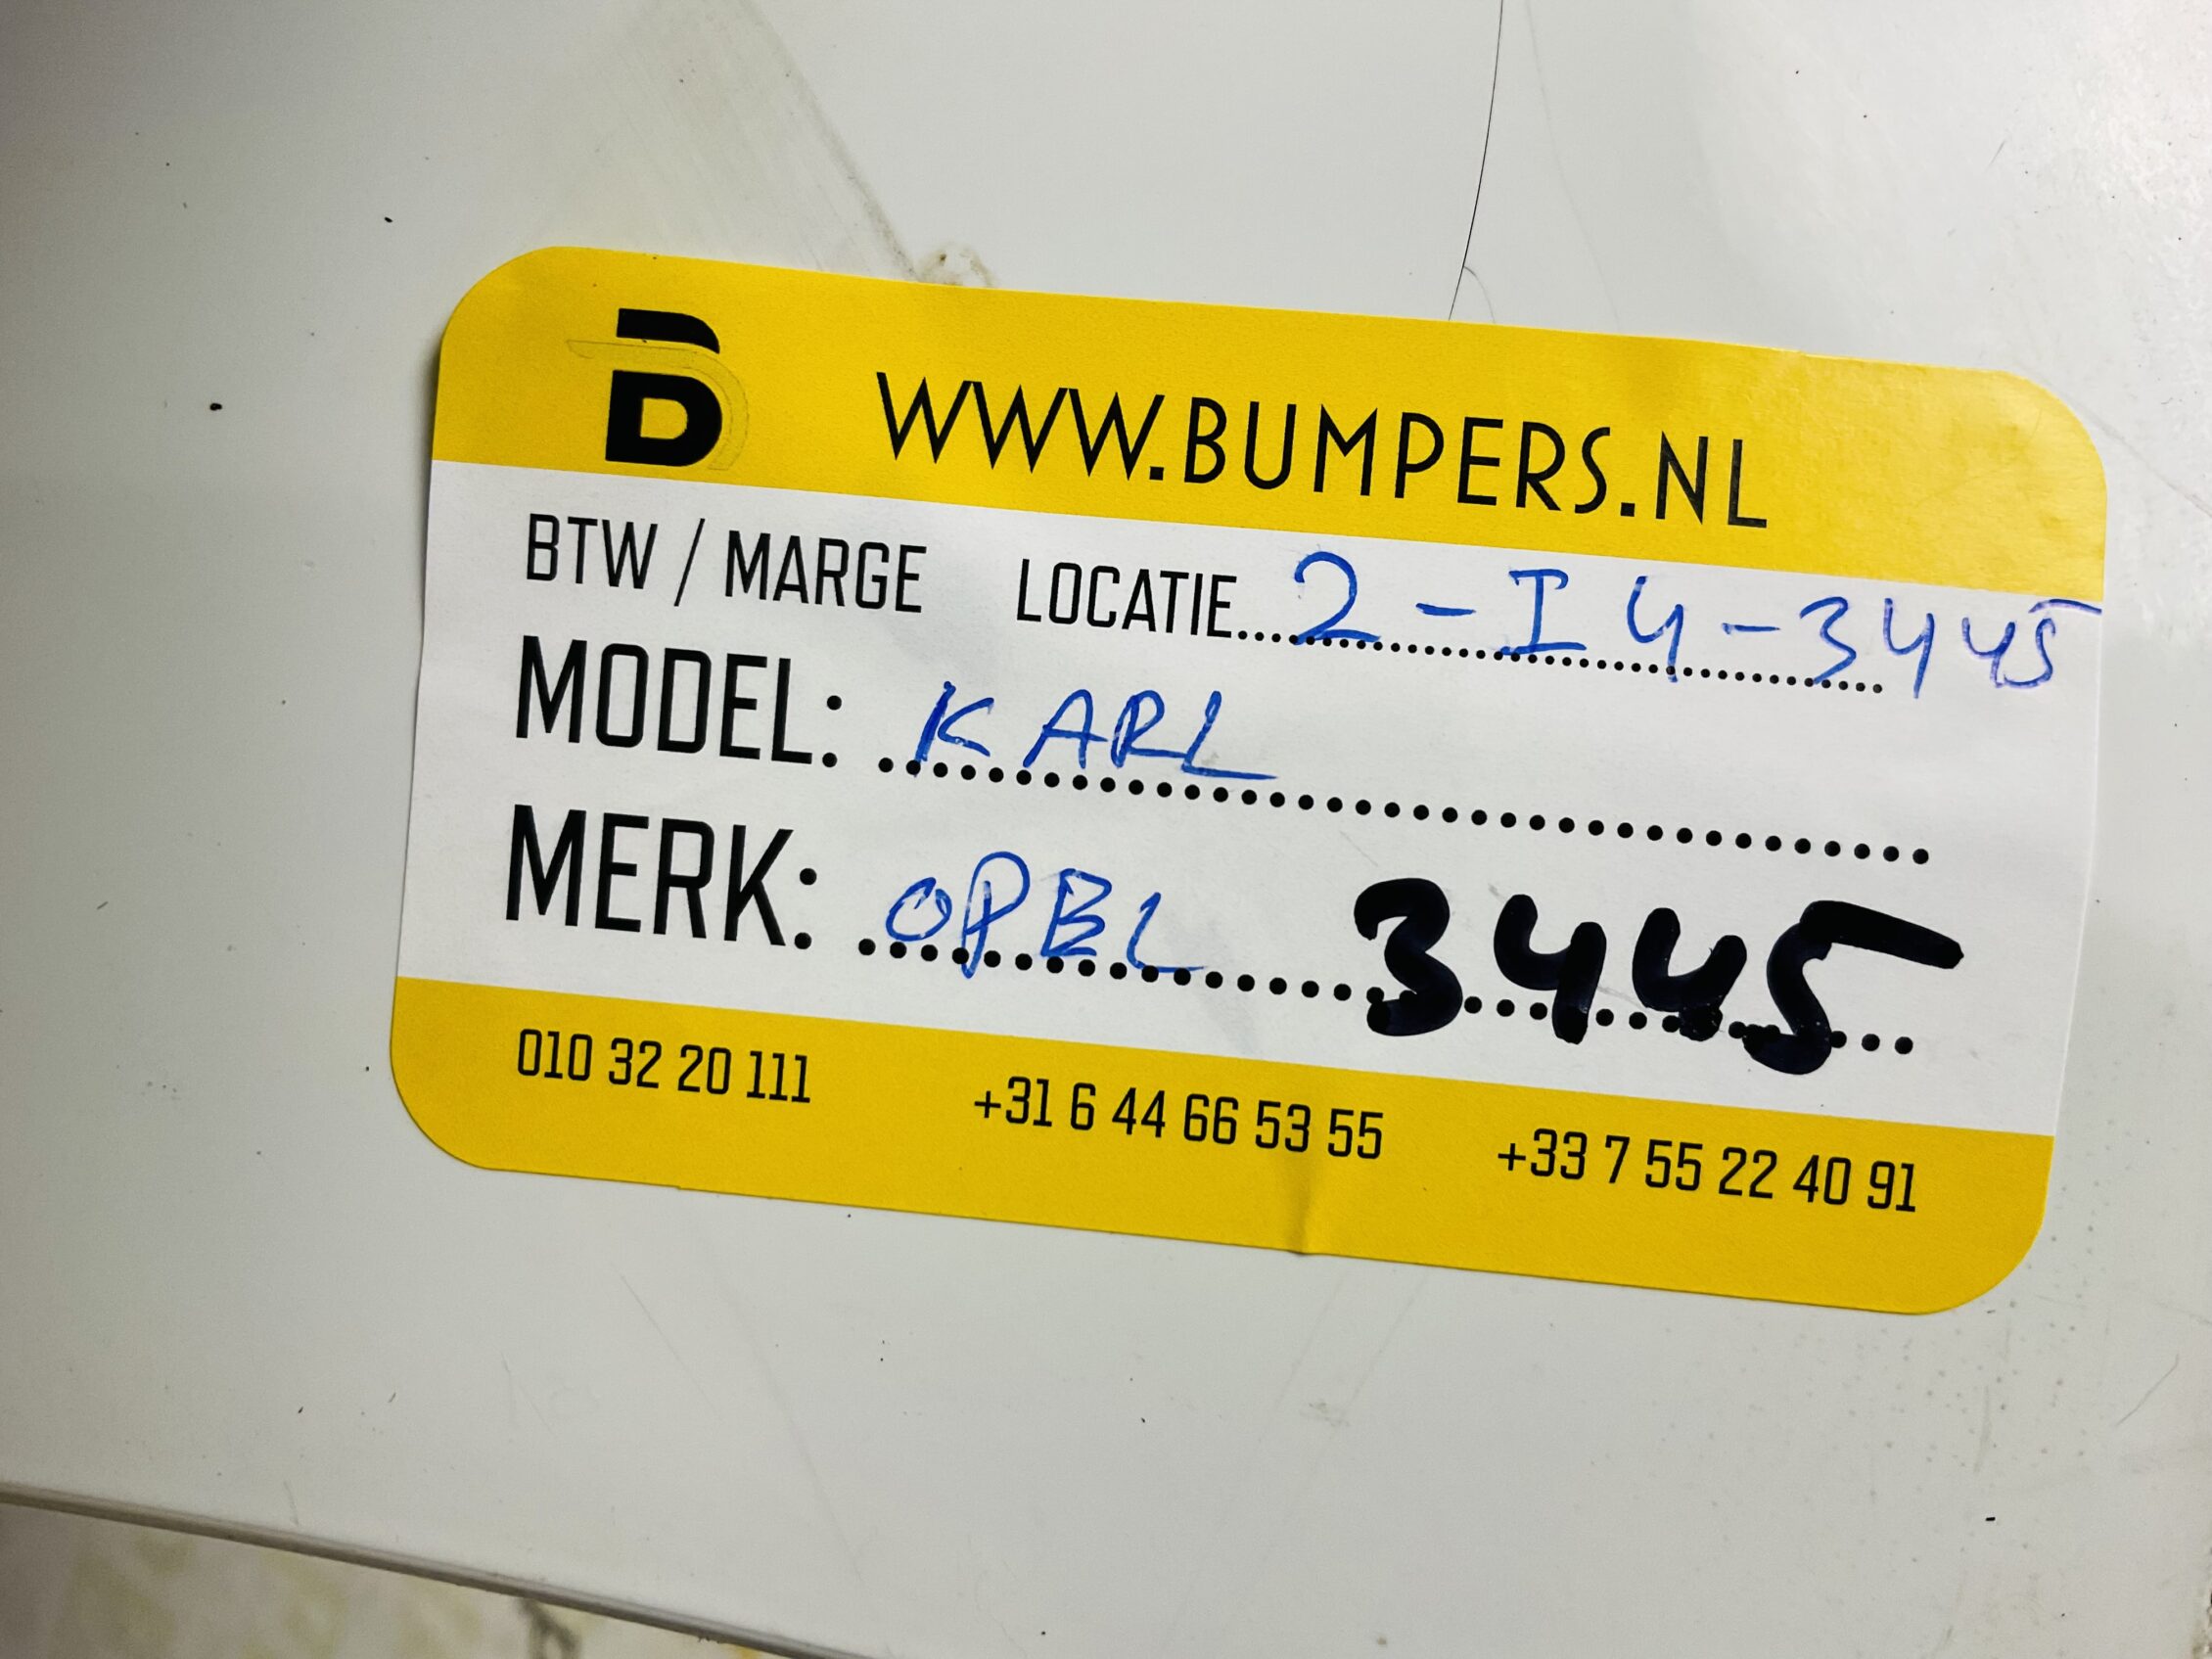 B WWW.BUMPERS.NL
BTW / MARGE LOCATIE....2-I4-3445
MODEL: KARL
MERK: OPEL 3445
010 32 20 111 +31 6 44 66 53 55 +33 7 55 22 40 91